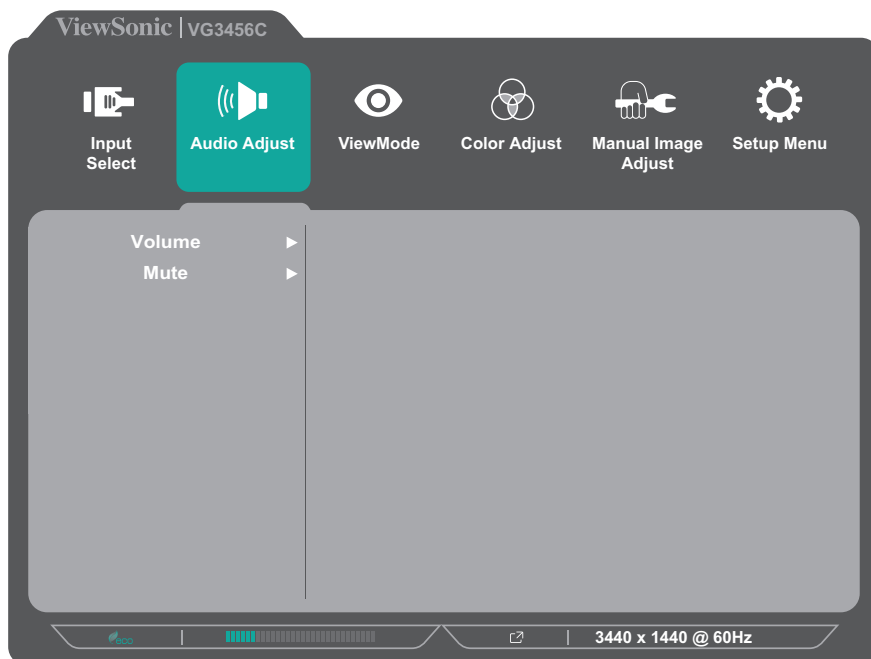 ViewSonic | VG3456C
Input
Select
Audio Adjust
ViewMode
Color Adjust
Manual Image
Adjust
Setup Menu
Volume
Mute
eco
3440 x 1440 @ 60Hz